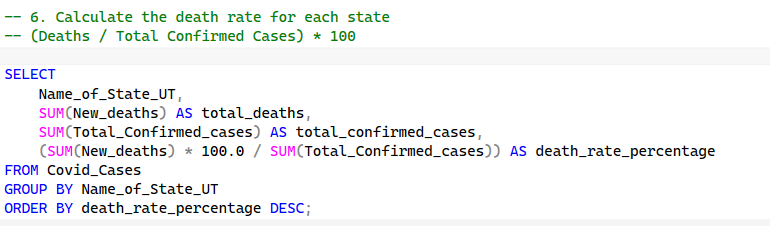 -- 6. Calculate the death rate for each state
-- (Deaths / Total Confirmed Cases) * 100
SELECT
Name_of_State_UT,
SUM(New_deaths) AS total_deaths,
SUM(Total_Confirmed_cases) AS total_confirmed_cases,
(SUM(New_deaths) * 100.0 / SUM(Total_Confirmed_cases)) AS death_rate_percentage
FROM Covid_Cases
GROUP BY Name_of_State_UT
ORDER BY death_rate_percentage DESC;